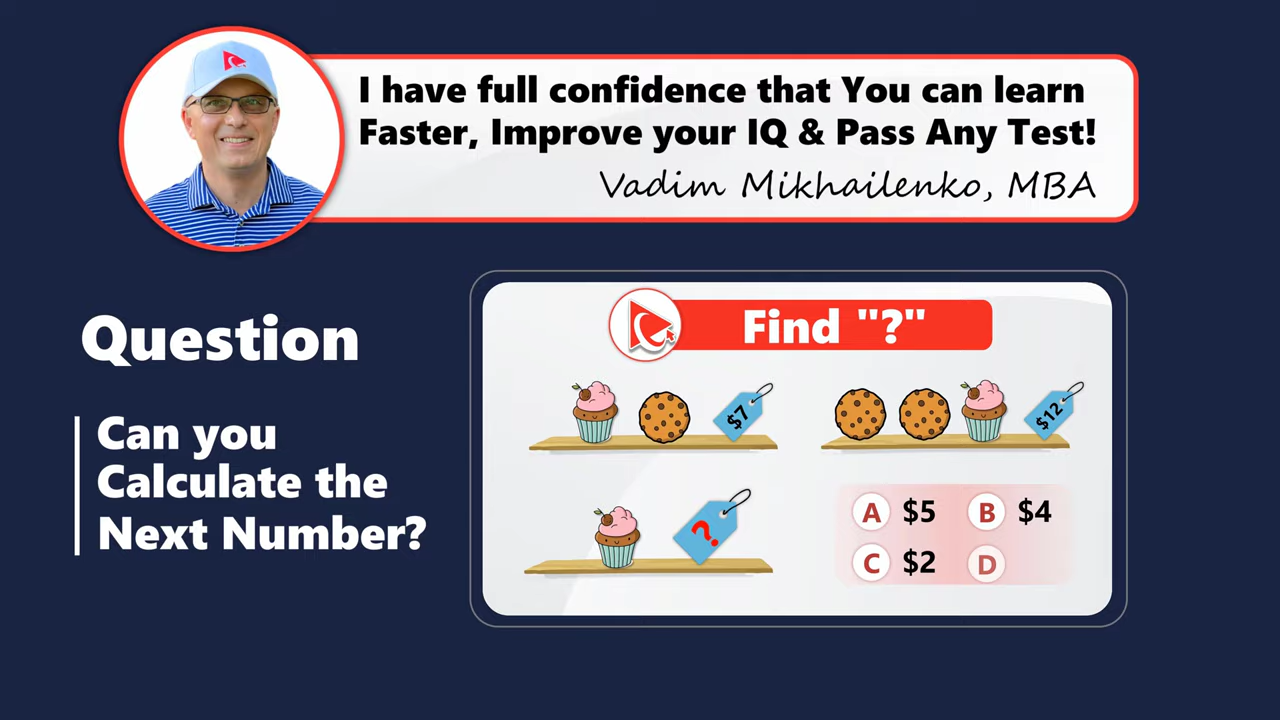 I have full confidence that You can learn
Faster, Improve your IQ & Pass Any Test!
Vadim Mikhailenko, MBA
Question
Can you
Calculate the
Next Number?
Find "?"
$7
$12
?
A $5 B $4
C $2 D